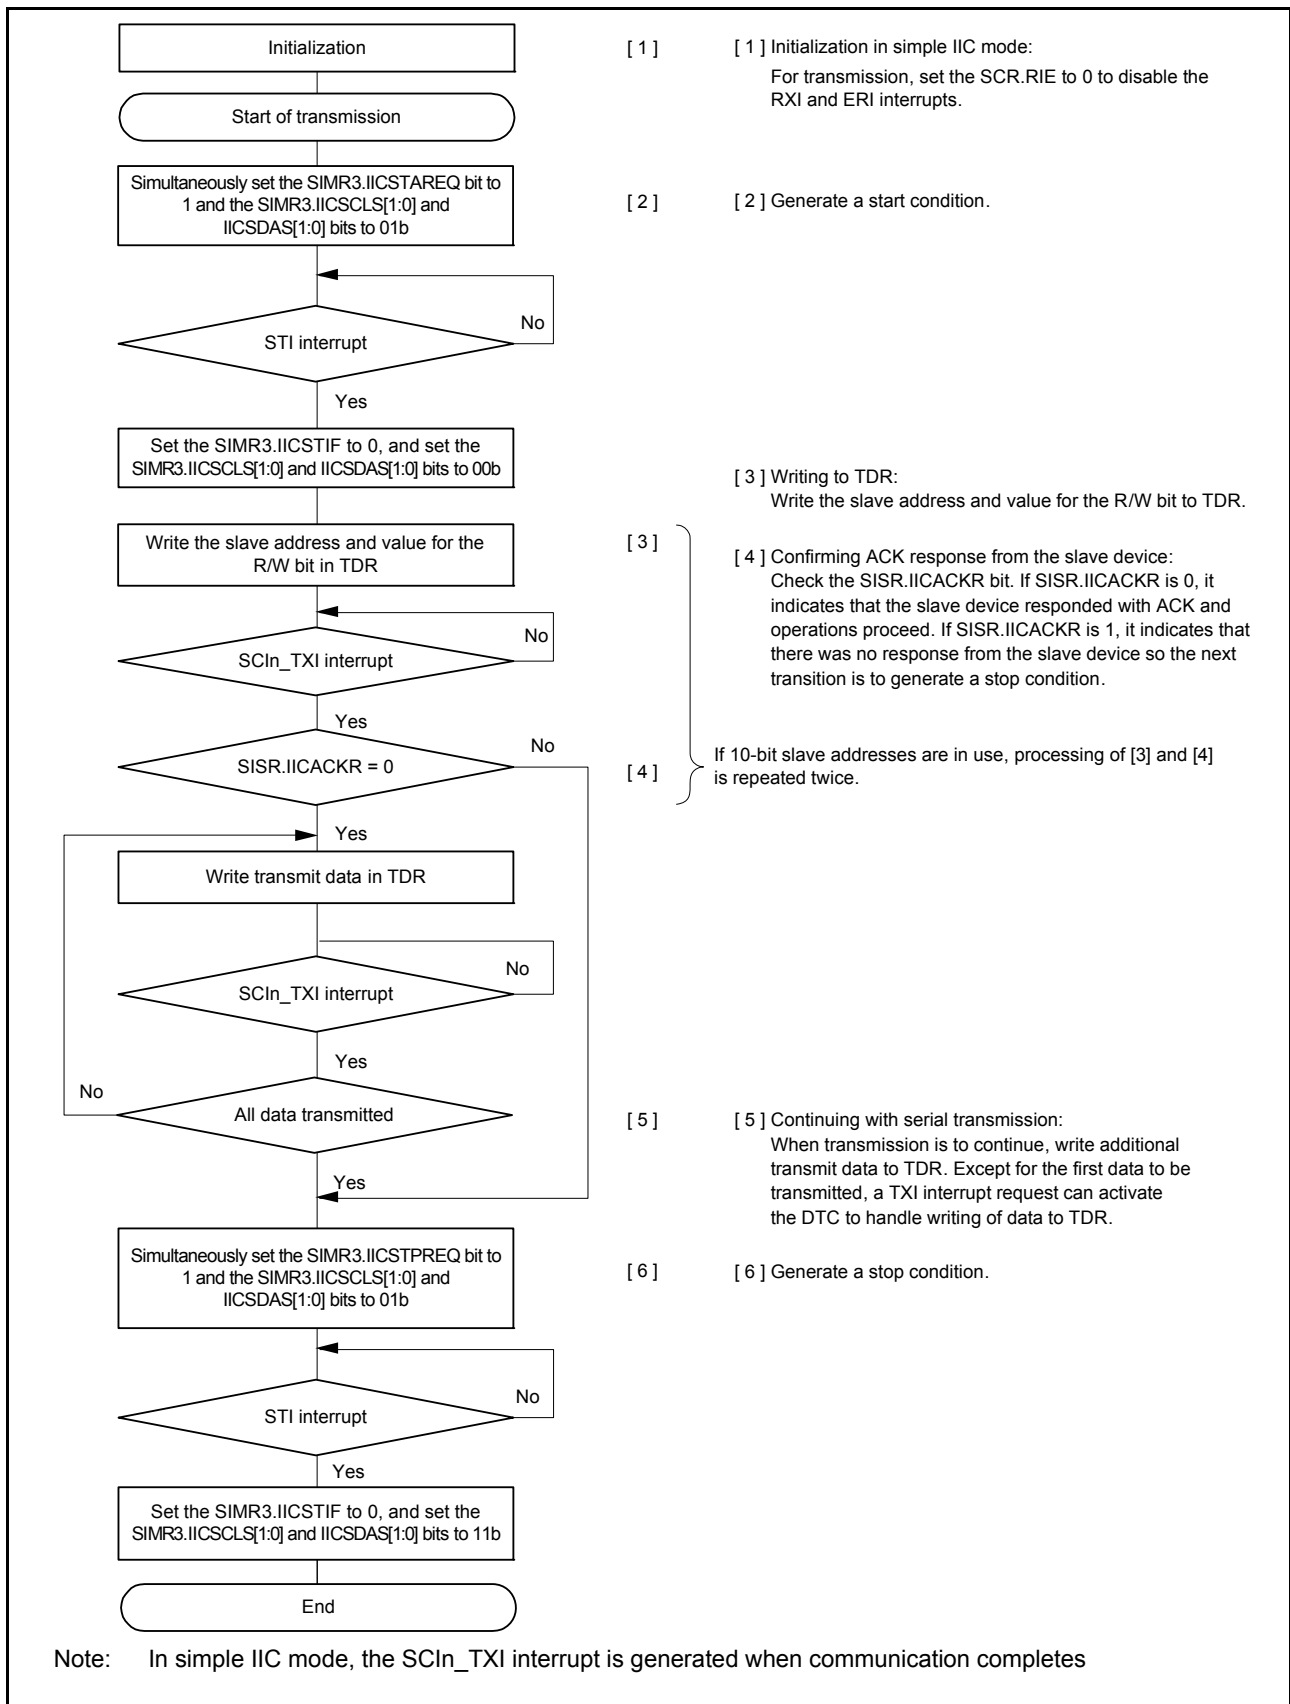 Initialization
[ 1 ]
[ 1 ] Initialization in simple IIC mode:
For transmission, set the SCR.RIE to 0 to disable the
RXI and ERI interrupts.
Start of transmission
Simultaneously set the SIMR3.IICSTAREQ bit to
1 and the SIMR3.IICSCLS[1:0] and
IICSDAS[1:0] bits to 01b
[ 2 ]
[ 2 ] Generate a start condition.
No
STI interrupt
Yes
Set the SIMR3.IICSTIF to 0, and set the
SIMR3.IICSCLS[1:0] and IICSDAS[1:0] bits to 00b
[ 3 ] Writing to TDR:
Write the slave address and value for the R/W bit to TDR.
Write the slave address and value for the
R/W bit in TDR
[ 3 ]
[ 4 ] Confirming ACK response from the slave device:
Check the SISR.IICACKR bit. If SISR.IICACKR is 0, it
indicates that the slave device responded with ACK and
operations proceed. If SISR.IICACKR is 1, it indicates that
there was no response from the slave device so the next
transition is to generate a stop condition.
No
SCIn_TXI interrupt
Yes
No
SISR.IICACKR = 0
[ 4 ]
If 10-bit slave addresses are in use, processing of [3] and [4]
is repeated twice.
Yes
Write transmit data in TDR
No
SCIn_TXI interrupt
Yes
No
All data transmitted
[ 5 ]
[ 5 ] Continuing with serial transmission:
When transmission is to continue, write additional
transmit data to TDR. Except for the first data to be
transmitted, a TXI interrupt request can activate
the DTC to handle writing of data to TDR.
Yes
Simultaneously set the SIMR3.IICSTPREQ bit to
1 and the SIMR3.IICSCLS[1:0] and
IICSDAS[1:0] bits to 01b
[ 6 ]
[ 6 ] Generate a stop condition.
No
STI interrupt
Yes
Set the SIMR3.IICSTIF to 0, and set the
SIMR3.IICSCLS[1:0] and IICSDAS[1:0] bits to 11b
End
Note: In simple IIC mode, the SCIn_TXI interrupt is generated when communication completes